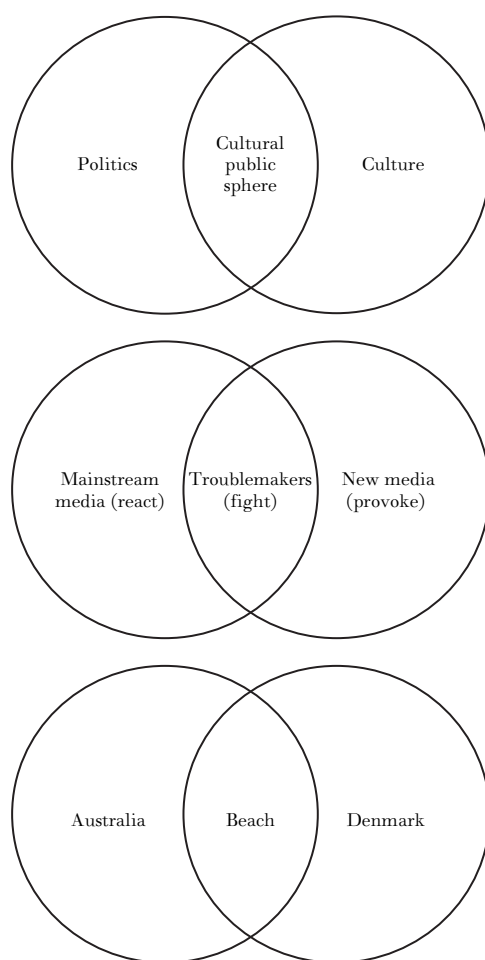 Politics
Cultural
public
sphere
Culture
Mainstream
media (react)
Troublemakers
(fight)
New media
(provoke)
Australia
Beach
Denmark